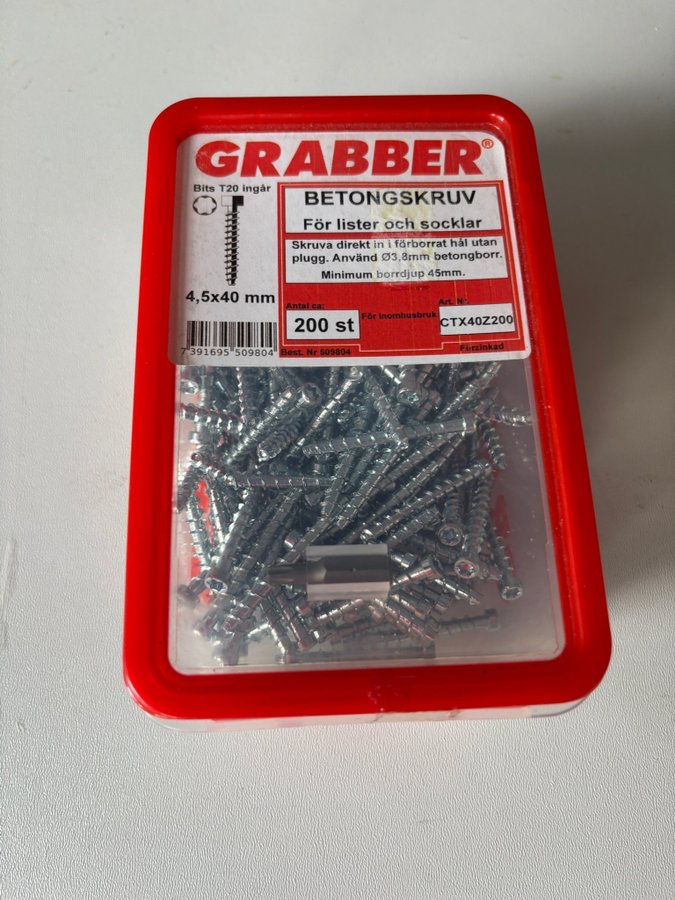 GRABBER®
Bits T20 ingår
BETONGSKRUV
För lister och socklar
Skruva direkt in i förborrat hål utan
plugg. Använd Ø3,8mm betongborr.
Minimum borrdjup 45mm.
4,5x40 mm
Antal ca:
200 st
För inomhusbruk
Art. Nr
CTX40Z200
7 391695 509804
Best. Nr 509804
Förzinkad